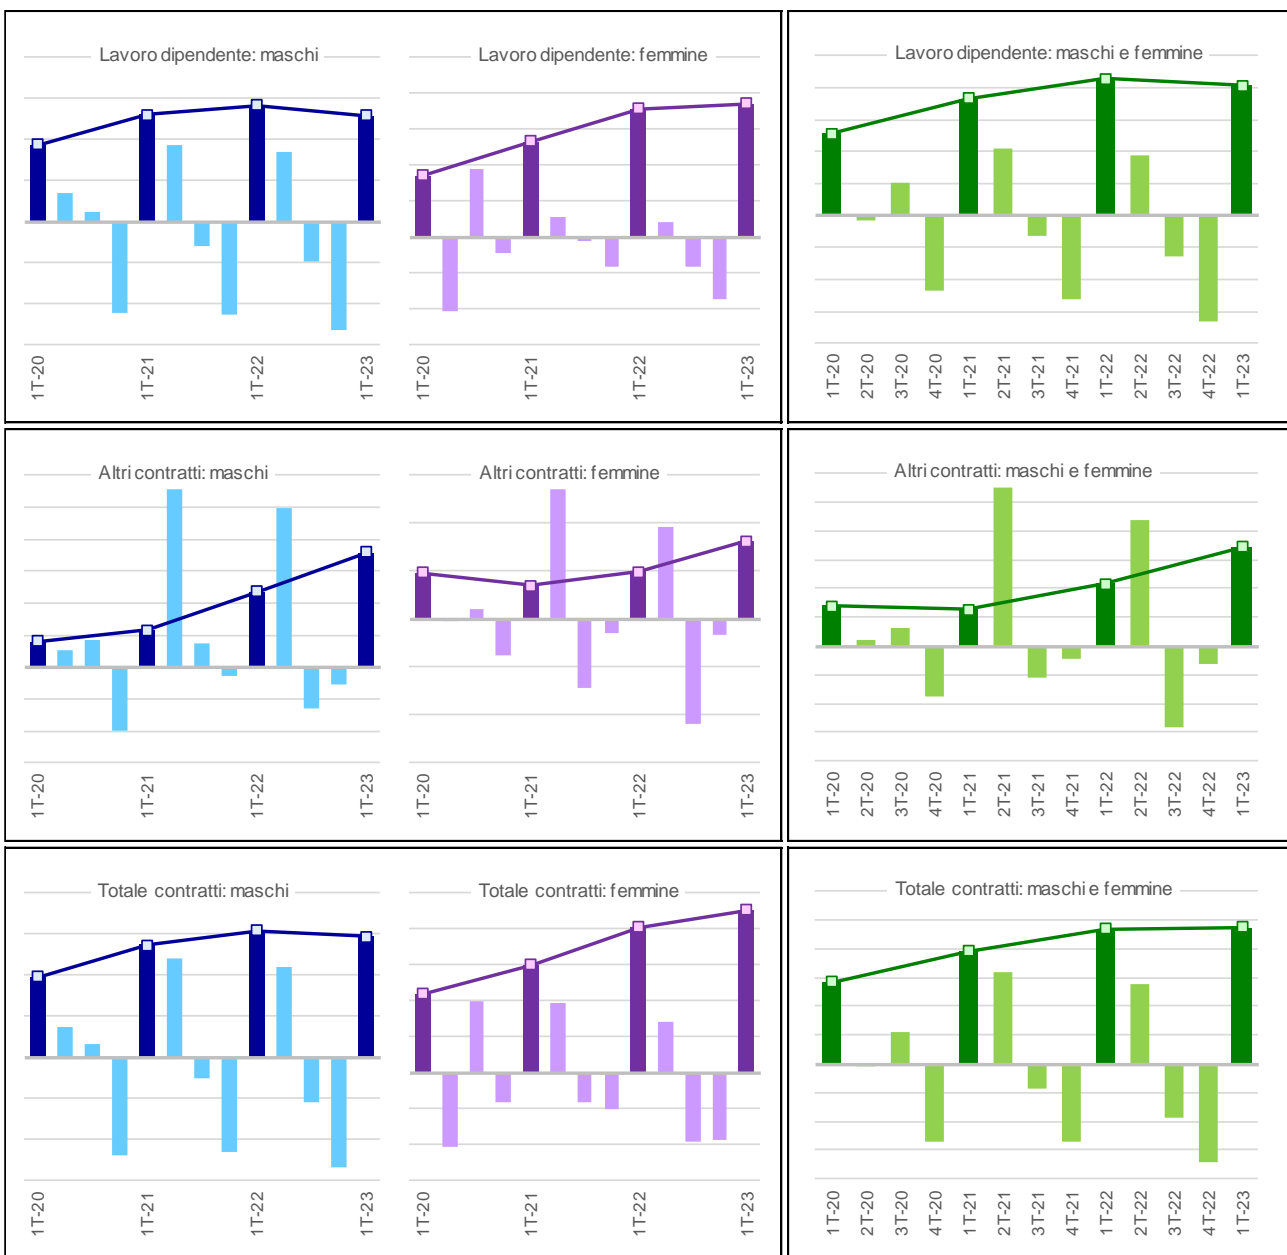 Lavoro dipendente: maschi
Lavoro dipendente: femmine
1T-20
1T-21
1T-22
1T-23
1T-20
1T-21
1T-22
1T-23
Lavoro dipendente: maschi e femmine
1T-20
2T-20
3T-20
4T-20
1T-21
2T-21
3T-21
4T-21
1T-22
2T-22
3T-22
4T-22
1T-23
Altri contratti: maschi
Altri contratti: femmine
1T-20
1T-21
1T-22
1T-23
1T-20
1T-21
1T-22
1T-23
Altri contratti: maschi e femmine
1T-20
2T-20
3T-20
4T-20
1T-21
2T-21
3T-21
4T-21
1T-22
2T-22
3T-22
4T-22
1T-23
Totale contratti: maschi
Totale contratti: femmine
1T-20
1T-21
1T-22
1T-23
1T-20
1T-21
1T-22
1T-23
Totale contratti: maschi e femmine
1T-20
2T-20
3T-20
4T-20
1T-21
2T-21
3T-21
4T-21
1T-22
2T-22
3T-22
4T-22
1T-23